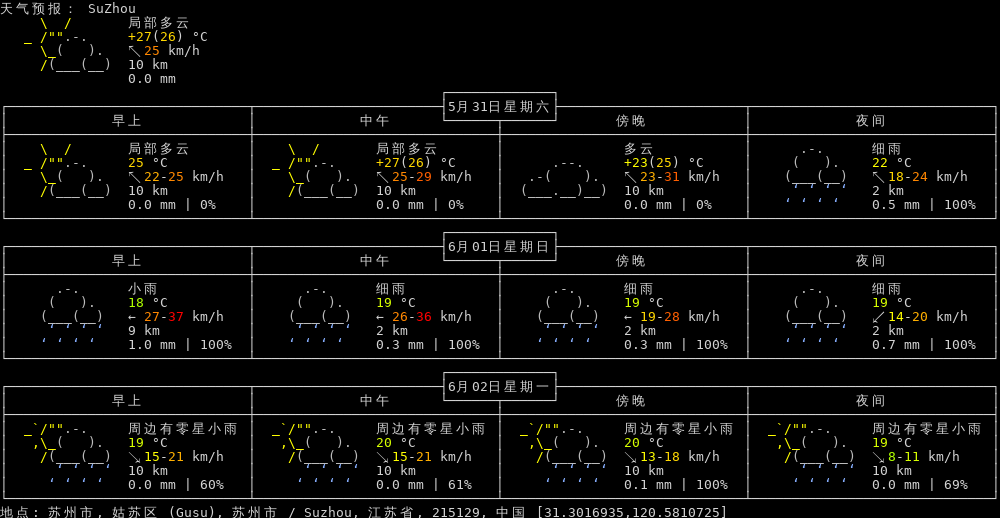 天气预报: SuZhou
局部多云
+27(26) °C
↖ 25 km/h
10 km
0.0 mm
5月31日星期六
早上 中午 傍晚 夜间
局部多云 局部多云 多云 细雨
25 °C +27(26) °C +23(25) °C 22 °C
↖ 22-25 km/h ↖ 25-29 km/h ↖ 23-31 km/h ↖ 18-24 km/h
10 km 10 km 10 km 2 km
0.0 mm | 0% 0.0 mm | 0% 0.0 mm | 0% 0.5 mm | 100%
6月01日星期日
早上 中午 傍晚 夜间
小雨 细雨 细雨 细雨
18 °C 19 °C 19 °C 19 °C
← 27-37 km/h ← 26-36 km/h ← 19-28 km/h ↙ 14-20 km/h
9 km 2 km 2 km 2 km
1.0 mm | 100% 0.3 mm | 100% 0.3 mm | 100% 0.7 mm | 100%
6月02日星期一
早上 中午 傍晚 夜间
周边有零星小雨 周边有零星小雨 周边有零星小雨 周边有零星小雨
19 °C 20 °C 20 °C 19 °C
↘ 15-21 km/h ↘ 15-21 km/h ↘ 13-18 km/h ↘ 8-11 km/h
10 km 10 km 10 km 10 km
0.0 mm | 60% 0.0 mm | 61% 0.1 mm | 100% 0.0 mm | 69%
地点: 苏州市, 姑苏区 (Gusu), 苏州市 / Suzhou, 江苏省, 215129, 中国 [31.3016935,120.5810725]